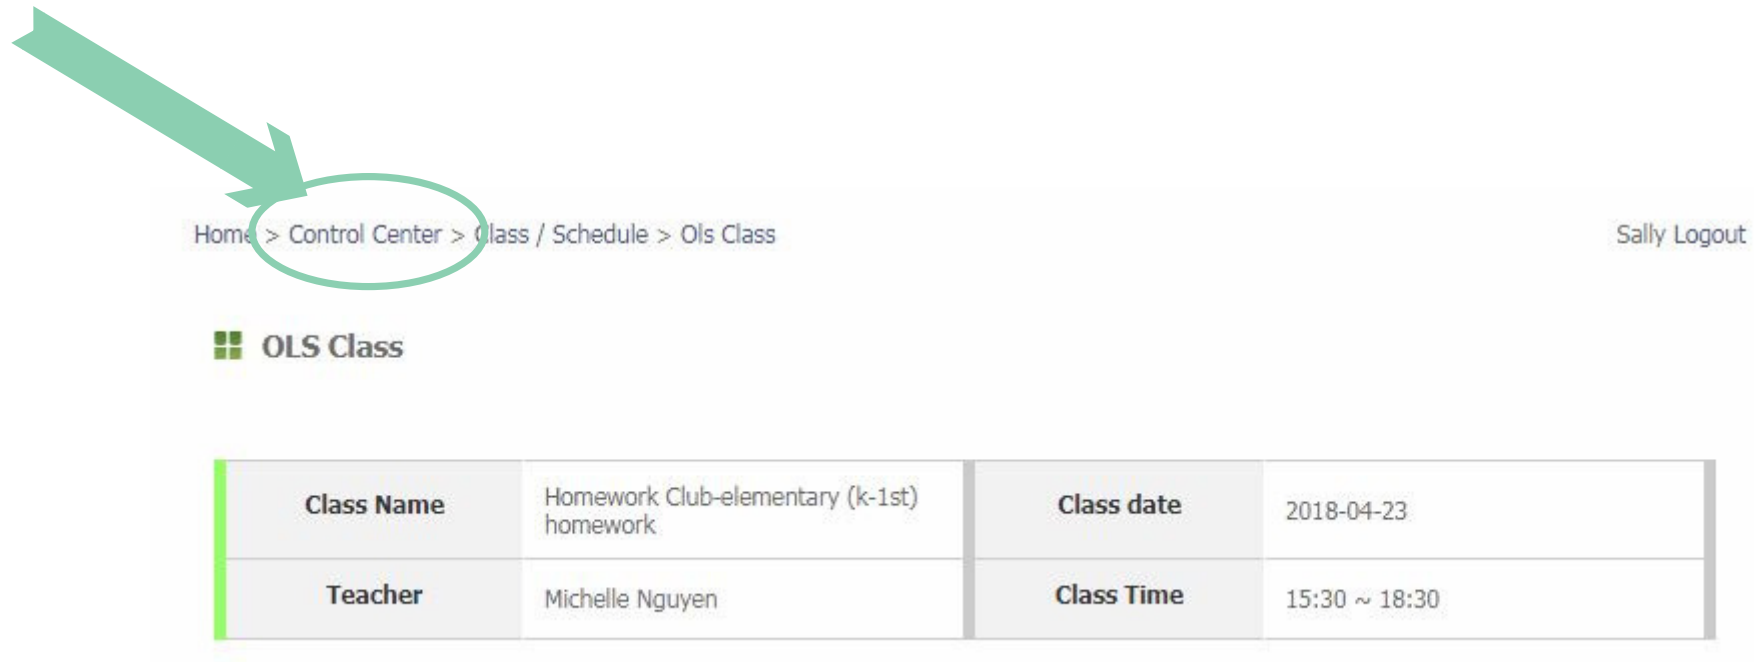 Home > Control Center > Class / Schedule > Ols Class
Sally Logout
OLS Class
Class Name
Homework Club-elementary (k-1st)
homework
Class date
2018-04-23
Teacher
Michelle Nguyen
Class Time
15:30 ~ 18:30